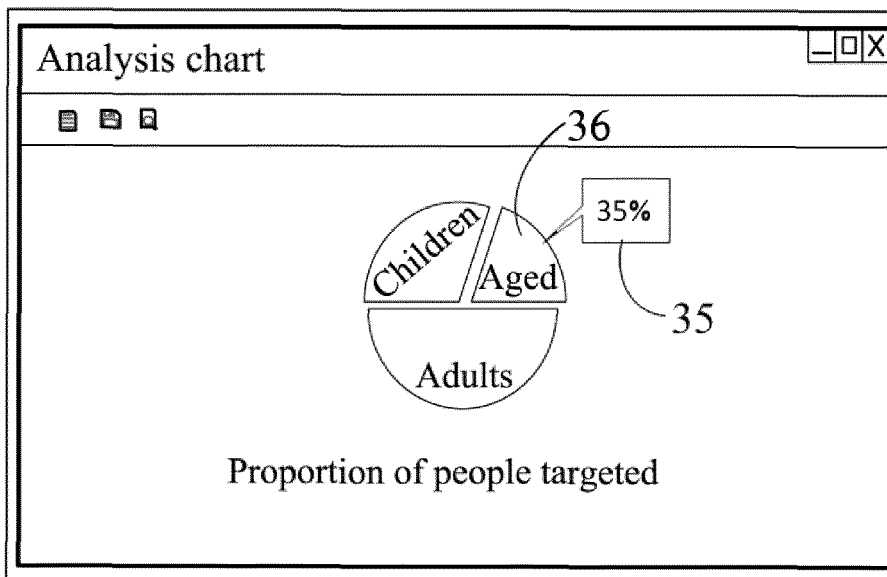 Analysis chart
36
35%
Children
Aged
35
Adults
Proportion of people targeted